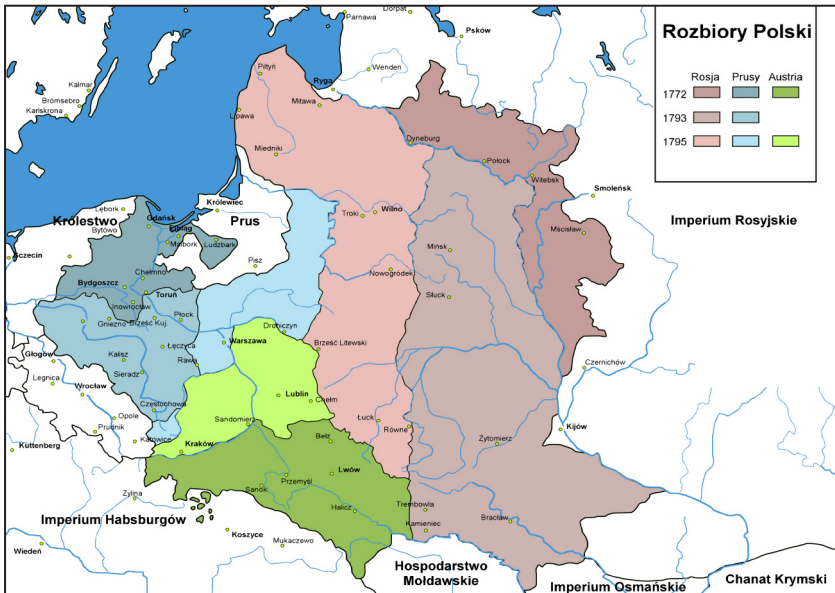 Rozbiory Polski
Rosja Prusy Austria
1772
1793
1795
Dorpat
Parnawa
Psków
Piltyń
Wenden
Ryga
Kalmar
Brömsebro
Karlskrona
Mitawa
Lipawa
Dyneburg
Miedniki
Połock
Witebsk
Smoleńsk
Królewiec
Lębork
Królestwo
Prus
Bytówo
Gdańsk
Elbląg
Malbork
Ludzbark
Troki
Wilno
Imperium Rosyjskie
Mścisław
Mińsk
Szczecin
Pisz
Chełmno
Nowogródek
Bydgoszcz
Toruń
Słuck
Inowrocław
Gniezno
Brześć Kuj.
Płock
Drohiczyn
Warszawa
Brześć Litewski
Łęczyca
Głogów
Kalisz
Rawa
Czernichów
Legnica
Sieradz
Wrocław
Lublin
Chełm
Częstochowa
Opole
Prudnik
Sandomierz
Łuck
Równe
Kijów
Katowice
Bełz
Żytomierz
Kuttenberg
Kraków
Lwów
Przemyśl
Sanok
Żylina
Halicz
Trembowla
Imperium Habsburgów
Kamieniec
Bracław
Koszyce
Mukaczewo
Wiedeń
Hospodarstwo
Mołdawskie
Imperium Osmańskie
Chanat Krymski